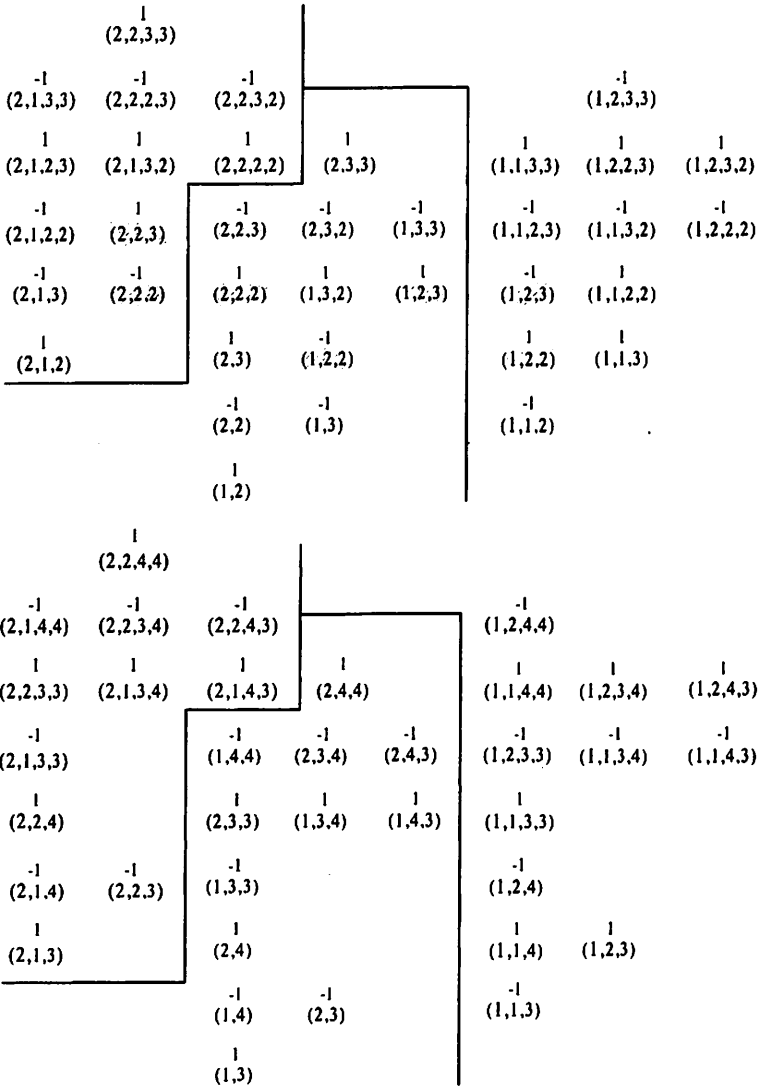 1
(2,2,3,3)
-1 -1 -1 -1
(2,1,3,3) (2,2,2,3) (2,2,3,2) (1,2,3,3)
1 1 1 1 1 1 1
(2,1,2,3) (2,1,3,2) (2,2,2,2) (2,3,3) (1,1,3,3) (1,2,2,3) (1,2,3,2)
-1 1 -1 -1 -1 -1 -1 -1
(2,1,2,2) (2,2,3) (2,2,3) (2,3,2) (1,3,3) (1,1,2,3) (1,1,3,2) (1,2,2,2)
-1 -1 1 1 1 -1 1
(2,1,3) (2,2,2) (2,2,2) (1,3,2) (1,2,3) (1,2,3) (1,1,2,2)
1 1 -1 1 1
(2,1,2) (2,3) (1,2,2) (1,2,2) (1,1,3)
-1 -1 -1
(2,2) (1,3) (1,1,2)
1
(1,2)
1
(2,2,4,4)
-1 -1 -1 -1
(2,1,4,4) (2,2,3,4) (2,2,4,3) (1,2,4,4)
1 1 1 1 1 1 1
(2,2,3,3) (2,1,3,4) (2,1,4,3) (2,4,4) (1,1,4,4) (1,2,3,4) (1,2,4,3)
-1 -1 -1 -1 -1 -1 -1
(2,1,3,3) (1,4,4) (2,3,4) (2,4,3) (1,2,3,3) (1,1,3,4) (1,1,4,3)
1 1 1 1 1
(2,2,4) (2,3,3) (1,3,4) (1,4,3) (1,1,3,3)
-1 -1 -1 -1
(2,1,4) (2,2,3) (1,3,3) (1,2,4)
1 1 1 1
(2,1,3) (2,4) (1,1,4) (1,2,3)
-1 -1 -1
(1,4) (2,3) (1,1,3)
1
(1,3)